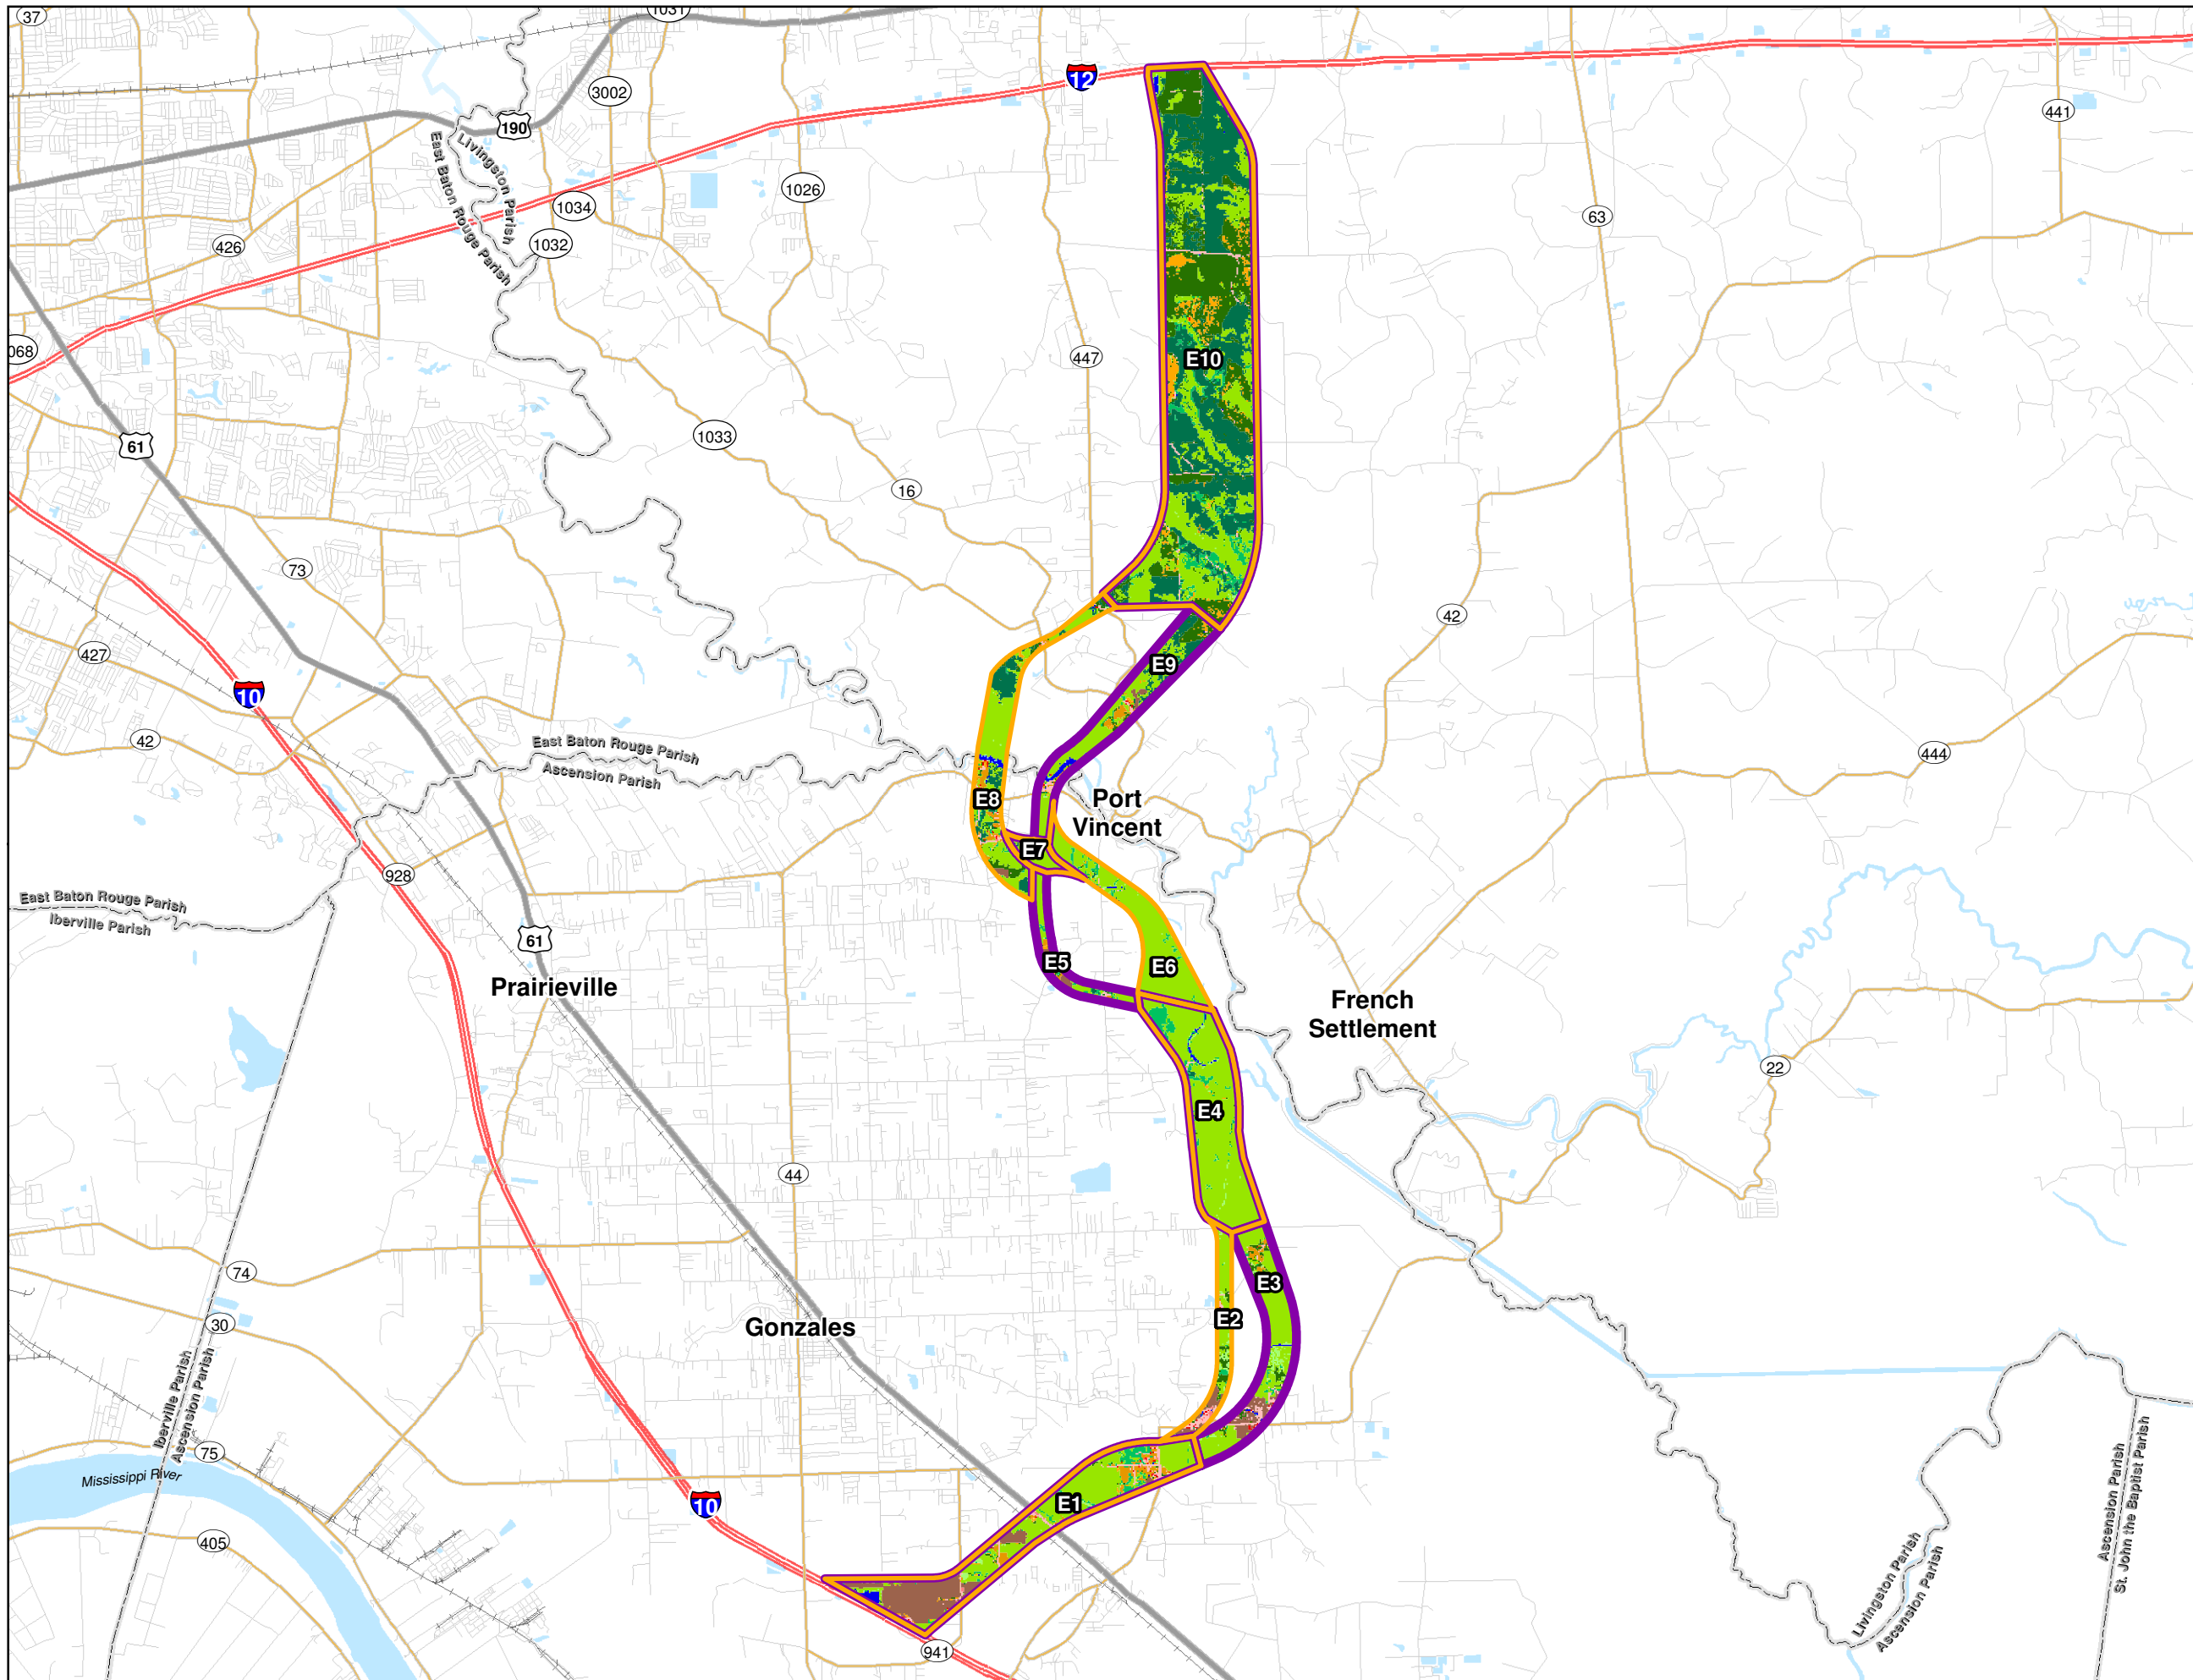 37
1031
12
3002
190
441
Livingston Parish
East Baton Rouge Parish
1026
1034
63
426
1032
068
447
E10
61
1033
16
73
42
427
E9
10
42
East Baton Rouge Parish
Ascension Parish
444
E8
Port
Vincent
E7
928
East Baton Rouge Parish
Iberville Parish
61
E5
E6
Prairieville
French
Settlement
22
E4
44
74
E3
30
E2
Gonzales
Iberville Parish
Ascension Parish
75
Mississippi River
10
E1
405
941
Livingston Parish
Ascension Parish
Ascension Parish
St. John the Baptist Parish